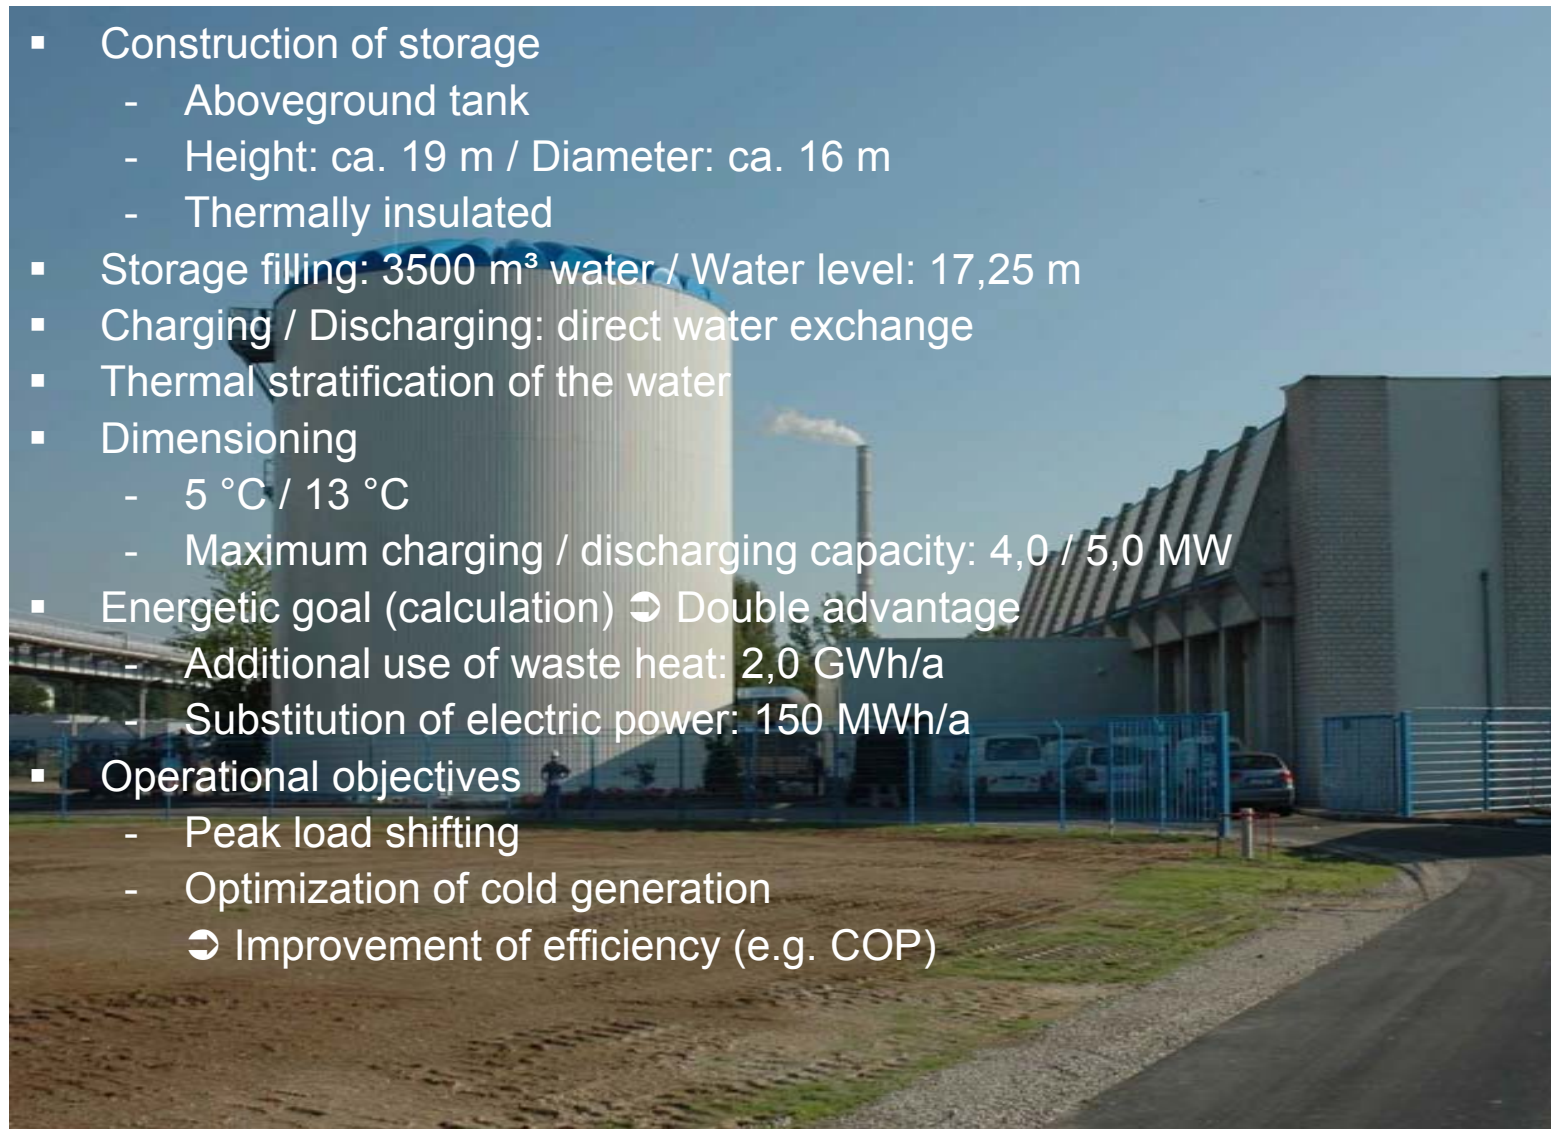 ▪ Construction of storage
- Aboveground tank
- Height: ca. 19 m / Diameter: ca. 16 m
- Thermally insulated
▪ Storage filling: 3500 m³ water / Water level: 17,25 m
▪ Charging / Discharging: direct water exchange
▪ Thermal stratification of the water
▪ Dimensioning
- 5 °C / 13 °C
- Maximum charging / discharging capacity: 4,0 / 5,0 MW
▪ Energetic goal (calculation) ➲ Double advantage
- Additional use of waste heat: 2,0 GWh/a
- Substitution of electric power: 150 MWh/a
▪ Operational objectives
- Peak load shifting
- Optimization of cold generation
➲ Improvement of efficiency (e.g. COP)